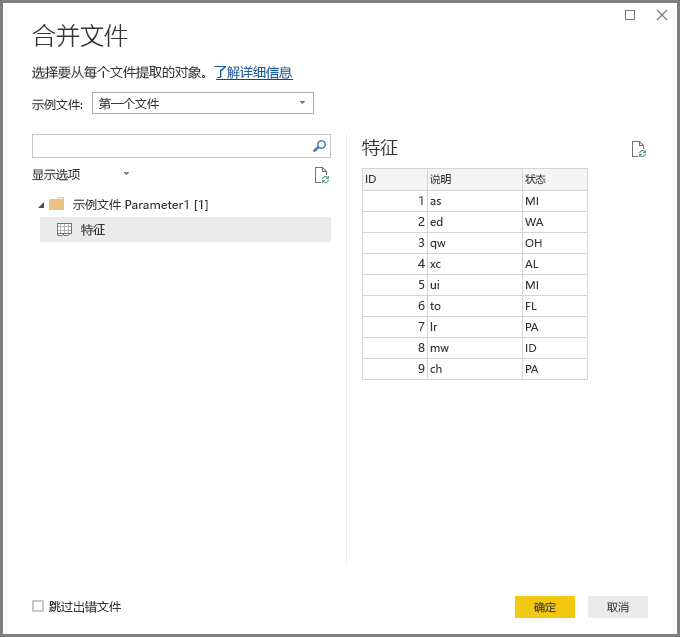 合并文件
选择要从每个文件提取的对象。了解详细信息
示例文件: 第一个文件
显示选项
示例文件 Parameter1 [1]
特征
特征
ID 说明 状态
1 as MI
2 ed WA
3 qw OH
4 xc AL
5 ui MI
6 to FL
7 lr PA
8 mw ID
9 ch PA
跳过出错文件
确定 取消